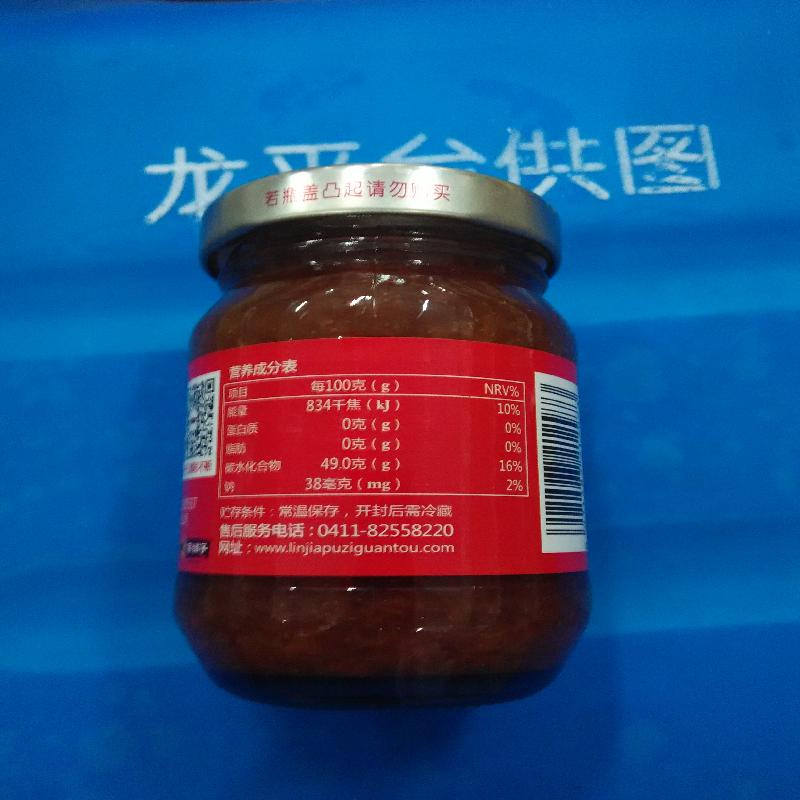 龙平台供图
若瓶盖凸起请勿购买
营养成分表
项目 每100克（g） NRV%
能量 834千焦（kJ） 10%
蛋白质 0克（g） 0%
脂肪 0克（g） 0%
碳水化合物 49.0克（g） 16%
钠 38毫克（mg） 2%
贮存条件：常温保存，开封后需冷藏
售后服务电话：0411-82558220
网址：www.linjiapuziguantou.com